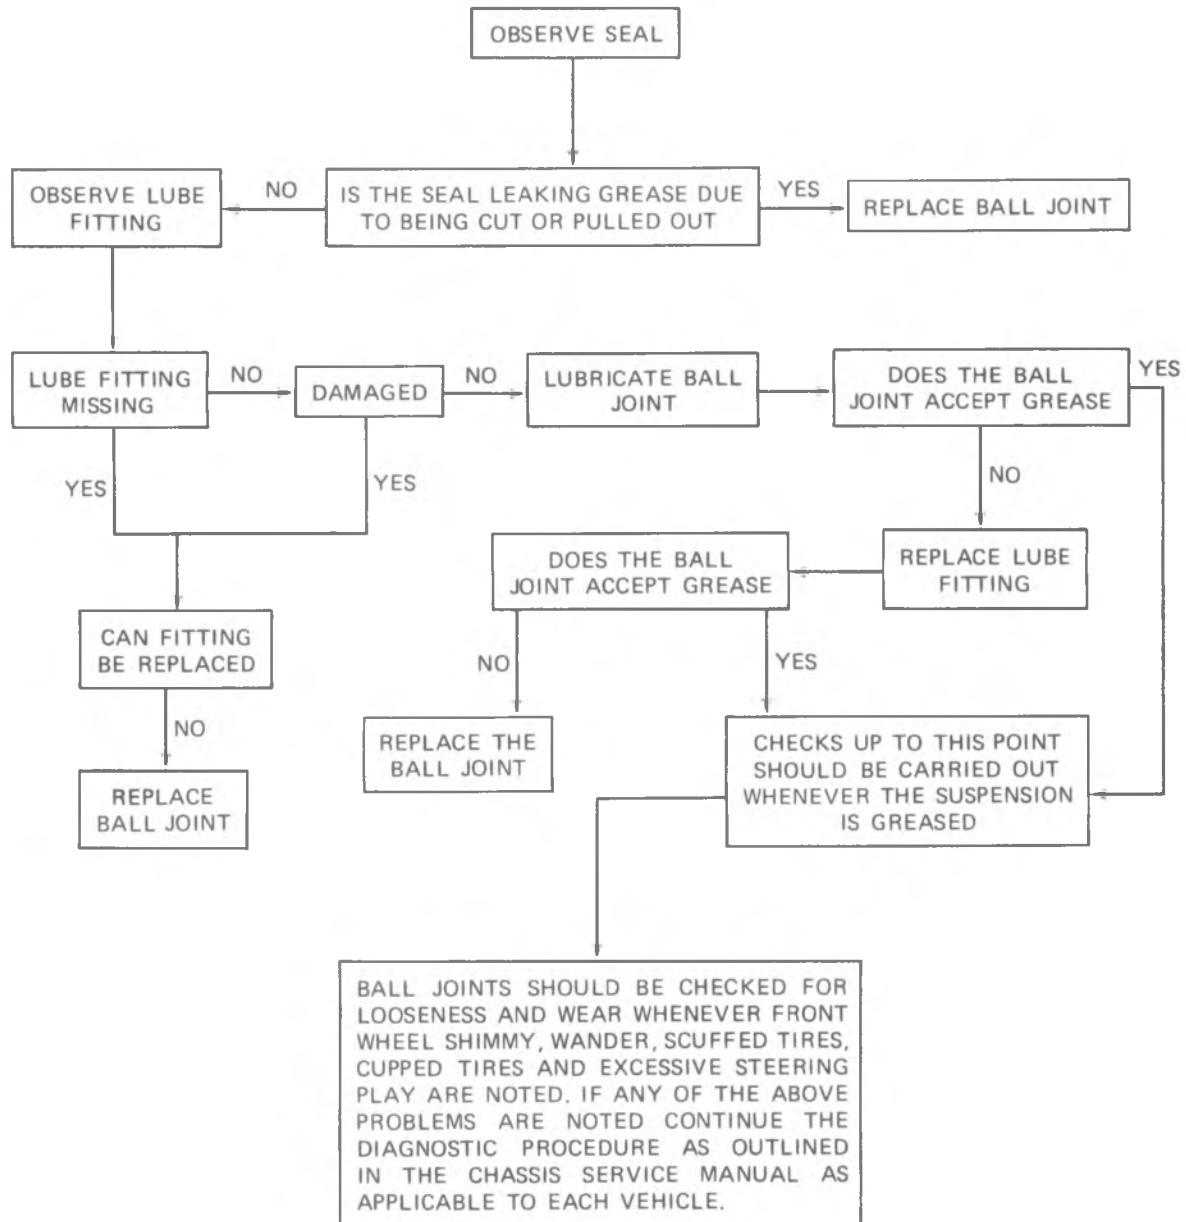 OBSERVE SEAL
OBSERVE LUBE
FITTING
NO
IS THE SEAL LEAKING GREASE DUE
TO BEING CUT OR PULLED OUT
YES
REPLACE BALL JOINT
LUBE FITTING
MISSING
NO
DAMAGED
NO
LUBRICATE BALL
JOINT
DOES THE BALL
JOINT ACCEPT GREASE
YES
YES
YES
NO
DOES THE BALL
JOINT ACCEPT GREASE
REPLACE LUBE
FITTING
CAN FITTING
BE REPLACED
NO
YES
NO
REPLACE
BALL JOINT
REPLACE THE
BALL JOINT
CHECKS UP TO THIS POINT
SHOULD BE CARRIED OUT
WHENEVER THE SUSPENSION
IS GREASED
BALL JOINTS SHOULD BE CHECKED FOR
LOOSENESS AND WEAR WHENEVER FRONT
WHEEL SHIMMY, WANDER, SCUFFED TIRES,
CUPPED TIRES AND EXCESSIVE STEERING
PLAY ARE NOTED. IF ANY OF THE ABOVE
PROBLEMS ARE NOTED CONTINUE THE
DIAGNOSTIC PROCEDURE AS OUTLINED
IN THE CHASSIS SERVICE MANUAL AS
APPLICABLE TO EACH VEHICLE.